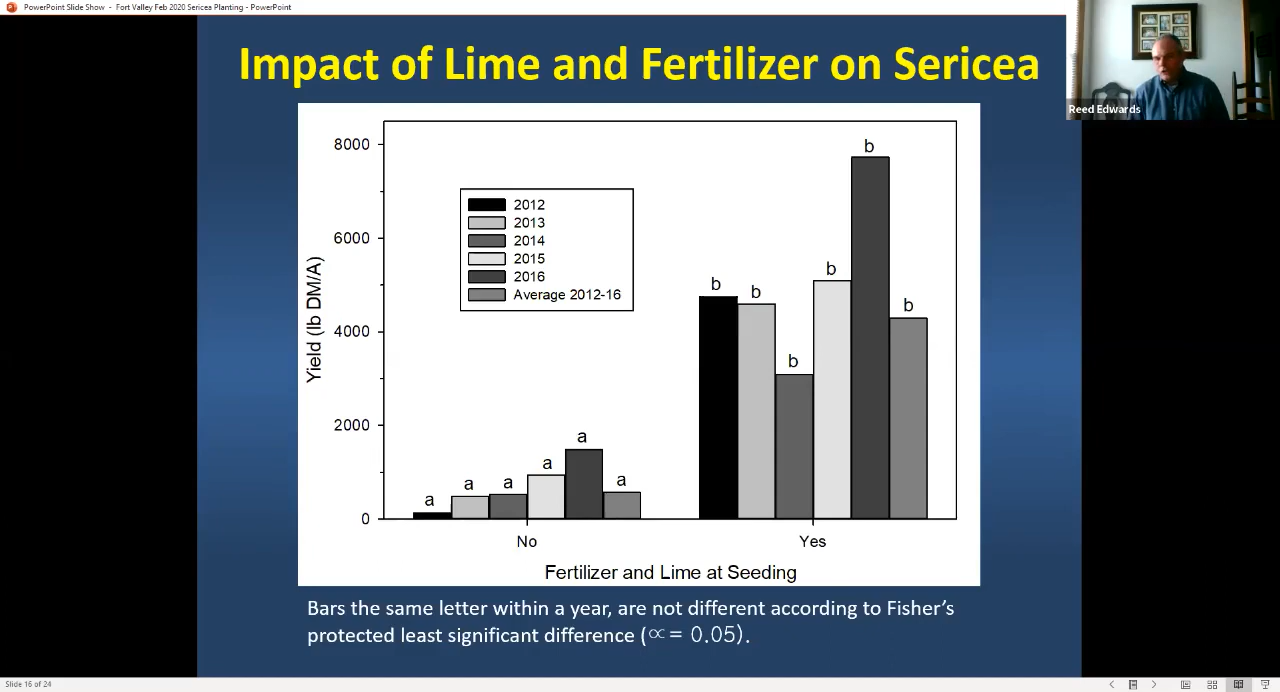 PowerPoint Slide Show - Fort Valley Feb 2020 Sericea Planting - PowerPoint
Impact of Lime and Fertilizer on Sericea
Reed Edwards
8000
6000
4000
2000
0
Yield (lb DM/A)
2012
2013
2014
2015
2016
Average 2012-16
a
a
a
a
a
a
b
b
b
b
b
b
No
Yes
Fertilizer and Lime at Seeding
Bars the same letter within a year, are not different according to Fisher's
protected least significant difference (∝= 0.05).
Slide 16 of 24